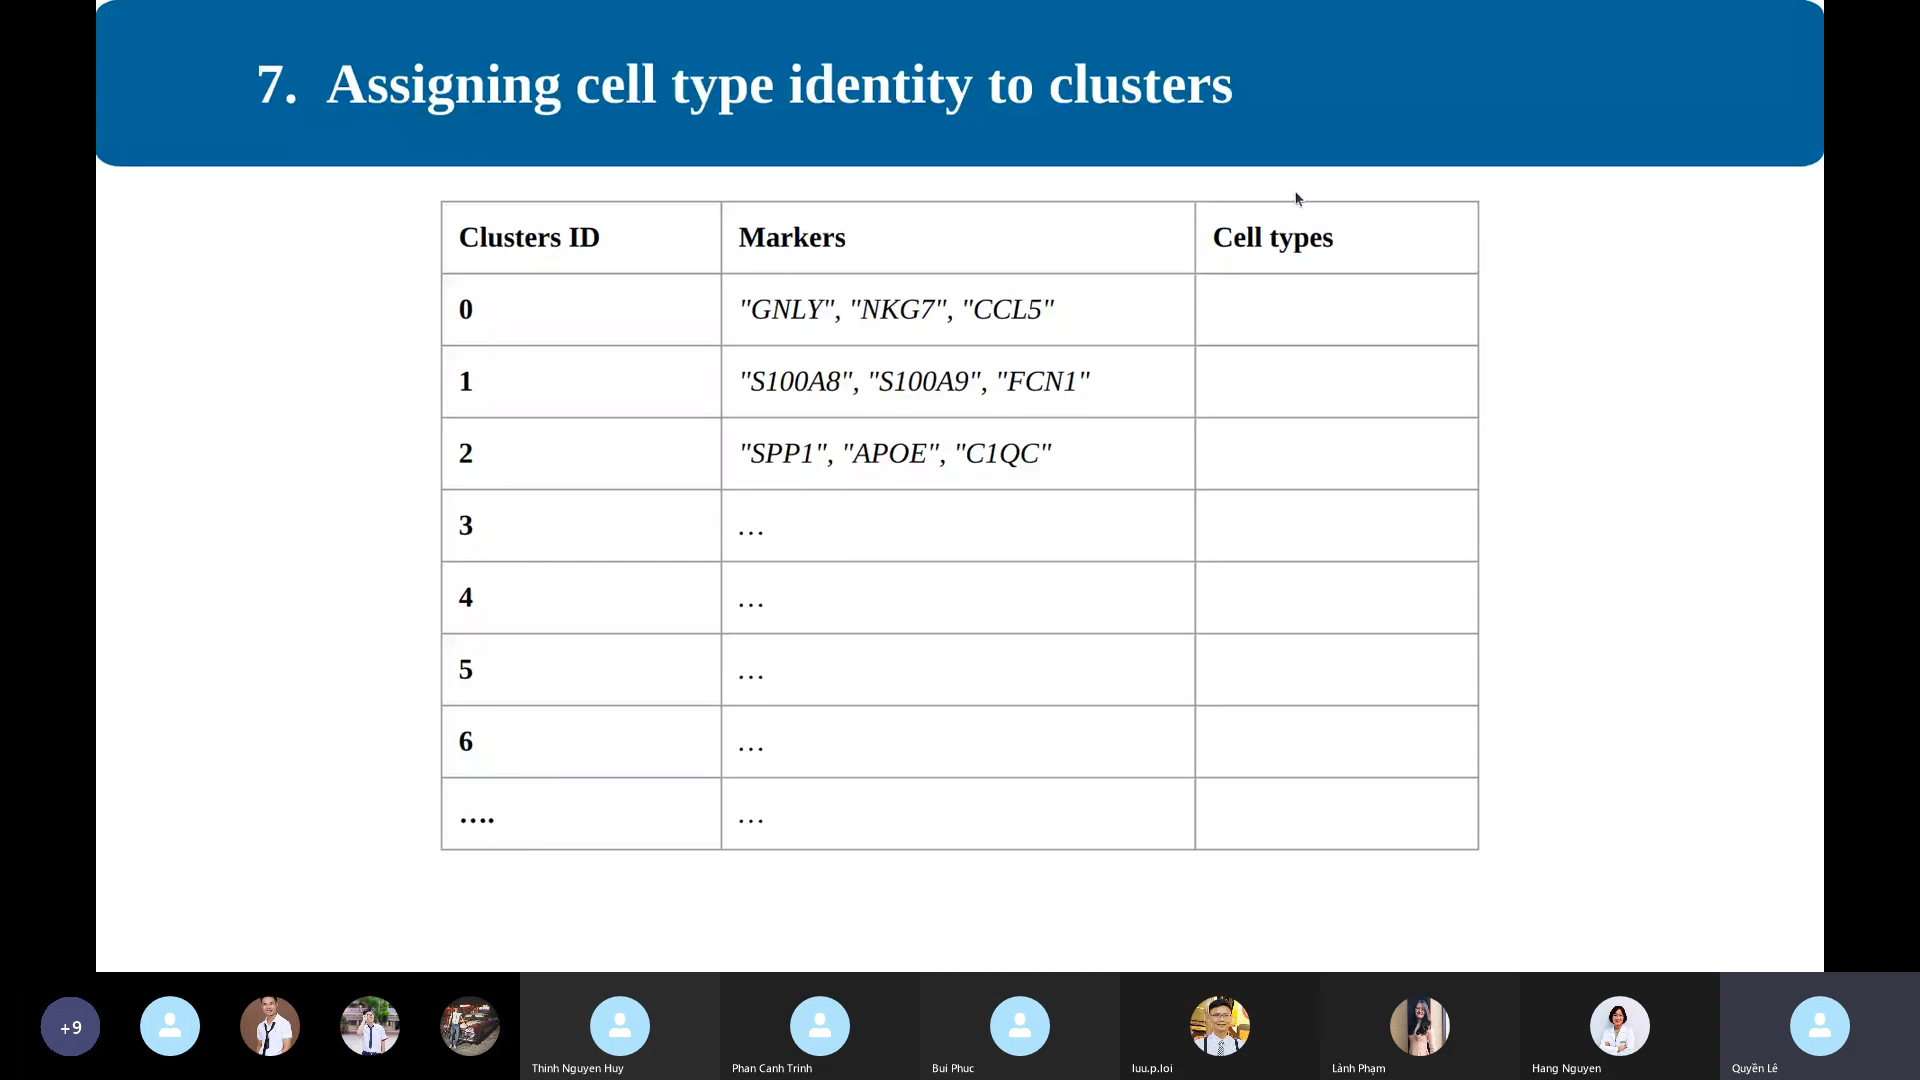 7. Assigning cell type identity to clusters
Clusters ID Markers Cell types
0 "GNLY", "NKG7", "CCL5"
1 "S100A8", "S100A9", "FCN1"
2 "SPP1", "APOE", "C1QC"
3 …
4 …
5 …
6 …
…. …
+9
Thinh Nguyen Huy Phan Canh Trinh Bui Phuc luu.p.loi Lành Phạm Hang Nguyen Quyền Lê